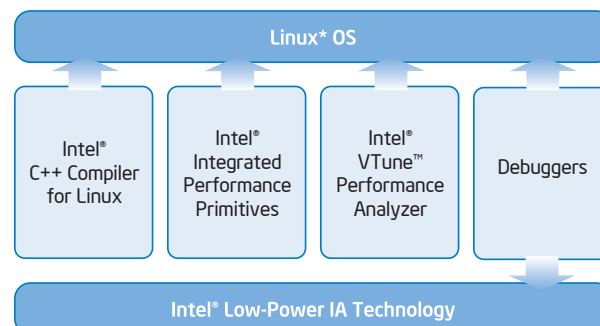 Linux* OS
Intel®
C++ Compiler
for Linux
Intel®
Integrated
Performance
Primitives
Intel®
VTune™
Performance
Analyzer
Debuggers
Intel® Low-Power IA Technology